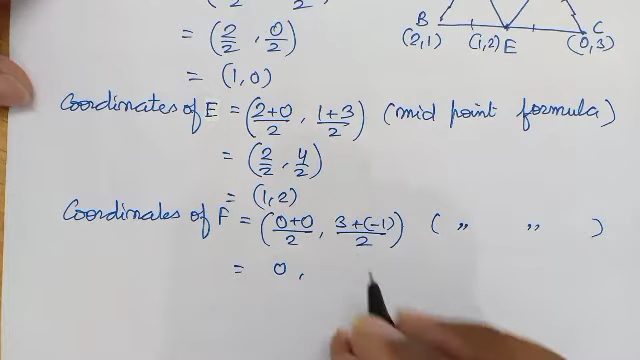 B C
(2,1) (1,2) E (0,3)
= (2/2 , 0/2)
= (1,0)
Coordinates of E = (2+0/2 , 1+3/2) (mid point formula)
= (2/2 , 4/2)
= (1,2)
Coordinates of F = (0+0/2 , 3+(-1)/2) ( " " )
= 0 ,